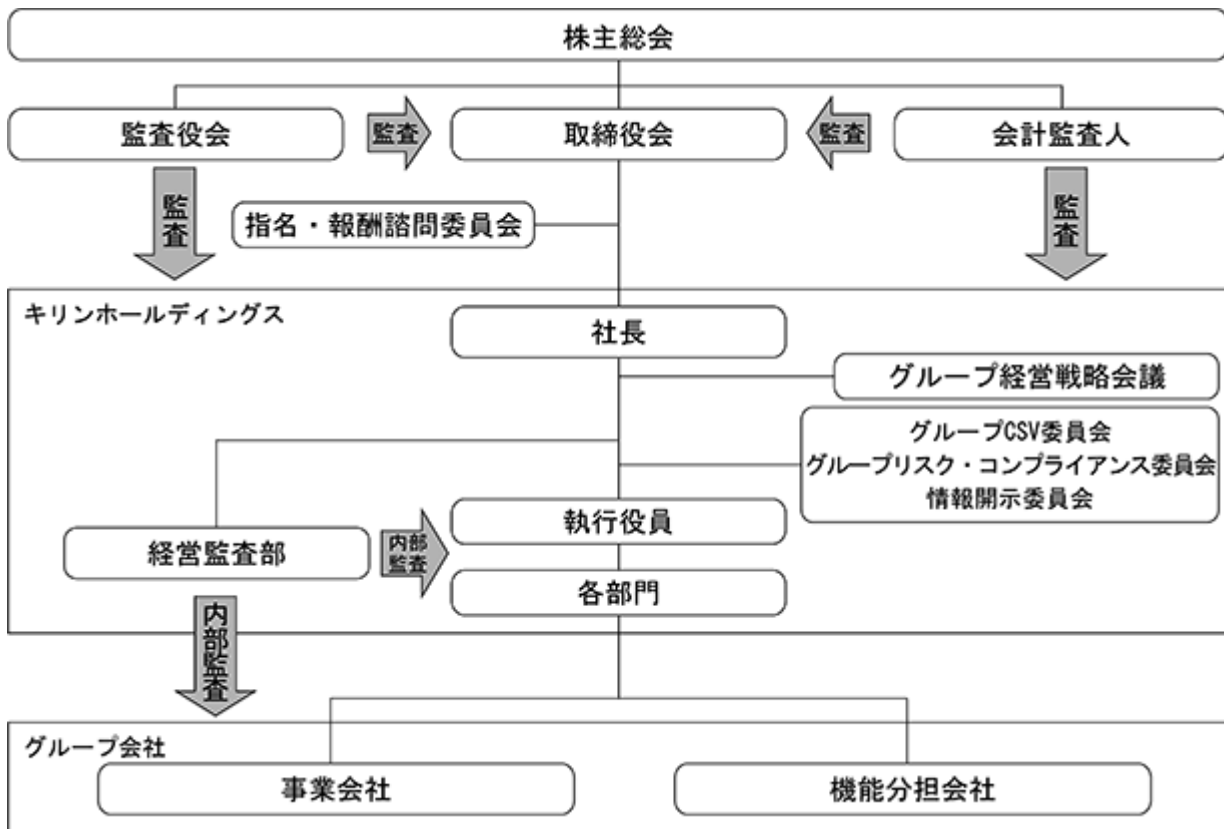 株主総会
監査役会
監査
取締役会
監査
会計監査人
監査
指名・報酬諮問委員会
監査
キリンホールディングス
社長
グループ経営戦略会議
グループCSV委員会
グループリスク・コンプライアンス委員会
情報開示委員会
執行役員
経営監査部
内部
監査
各部門
内部監査
グループ会社
事業会社
機能分担会社